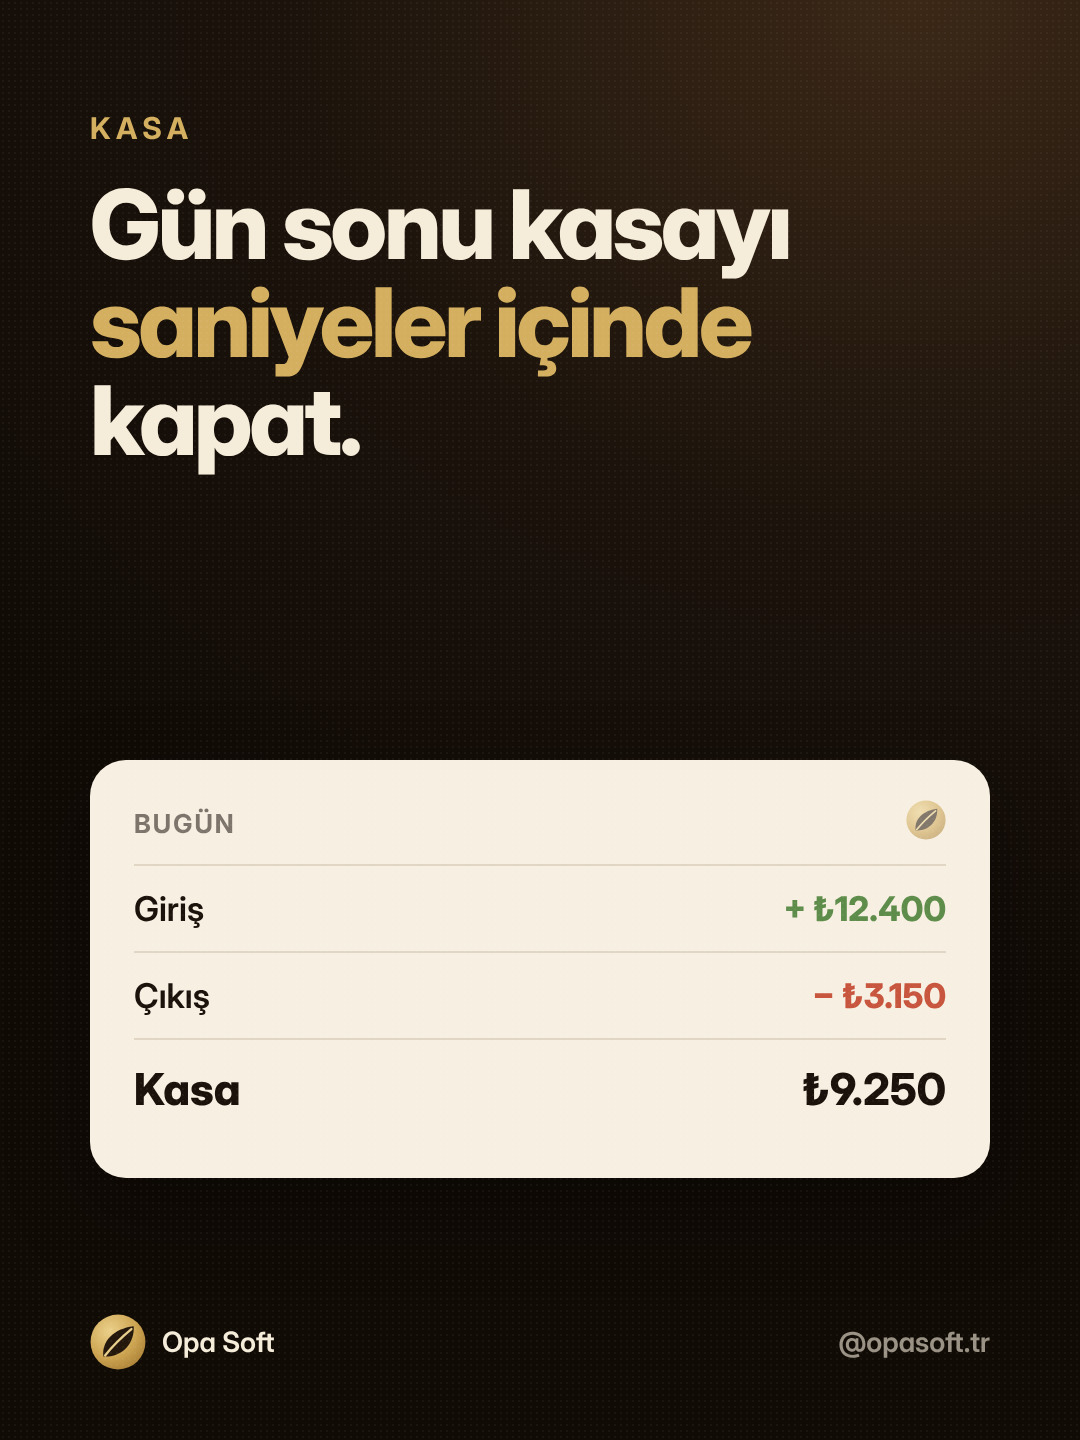 KASA
Gün sonu kasayı
saniyeler içinde
kapat.
BUGÜN
Giriş + ₺12.400
Çıkış − ₺3.150
Kasa ₺9.250
Opa Soft @opasoft.tr